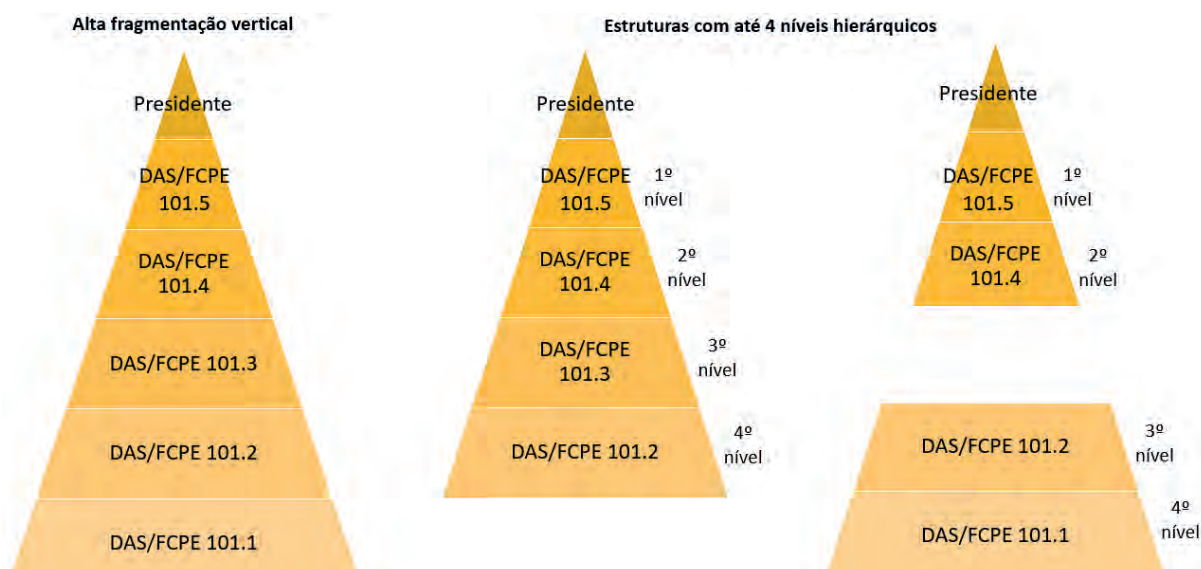 Alta fragmentação vertical
Presidente
DAS/FCPE
101.5
DAS/FCPE
101.4
DAS/FCPE 101.3
DAS/FCPE 101.2
DAS/FCPE 101.1
Estruturas com até 4 níveis hierárquicos
Presidente
DAS/FCPE
101.5
1º
nível
DAS/FCPE
101.4
2º
nível
DAS/FCPE
101.3
3º
nível
DAS/FCPE 101.2
4º
nível
Presidente
DAS/FCPE
101.5
1º
nível
DAS/FCPE
101.4
2º
nível
DAS/FCPE 101.2
3º
nível
DAS/FCPE 101.1
4º
nível